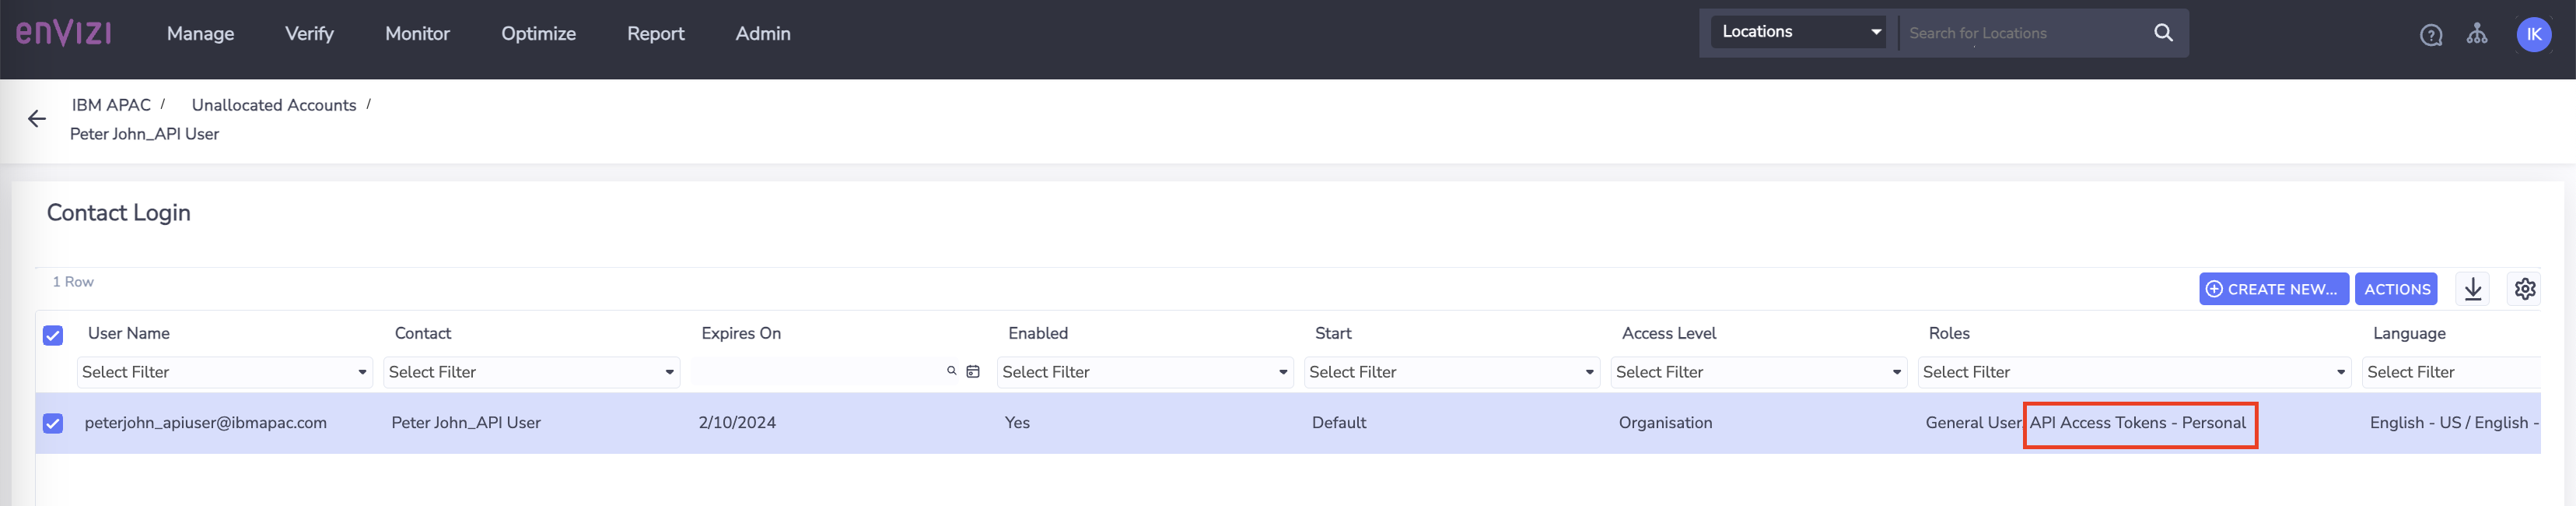 enVIZI Manage Verify Monitor Optimize Report Admin Locations Search for Locations IK
IBM APAC / Unallocated Accounts /
Peter John_API User
Contact Login
1 Row
CREATE NEW... ACTIONS
User Name Contact Expires On Enabled Start Access Level Roles Language
Select Filter Select Filter Select Filter Select Filter Select Filter Select Filter Select Filter
peterjohn_apiuser@ibmapac.com Peter John_API User 2/10/2024 Yes Default Organisation General User, API Access Tokens - Personal English - US / English -